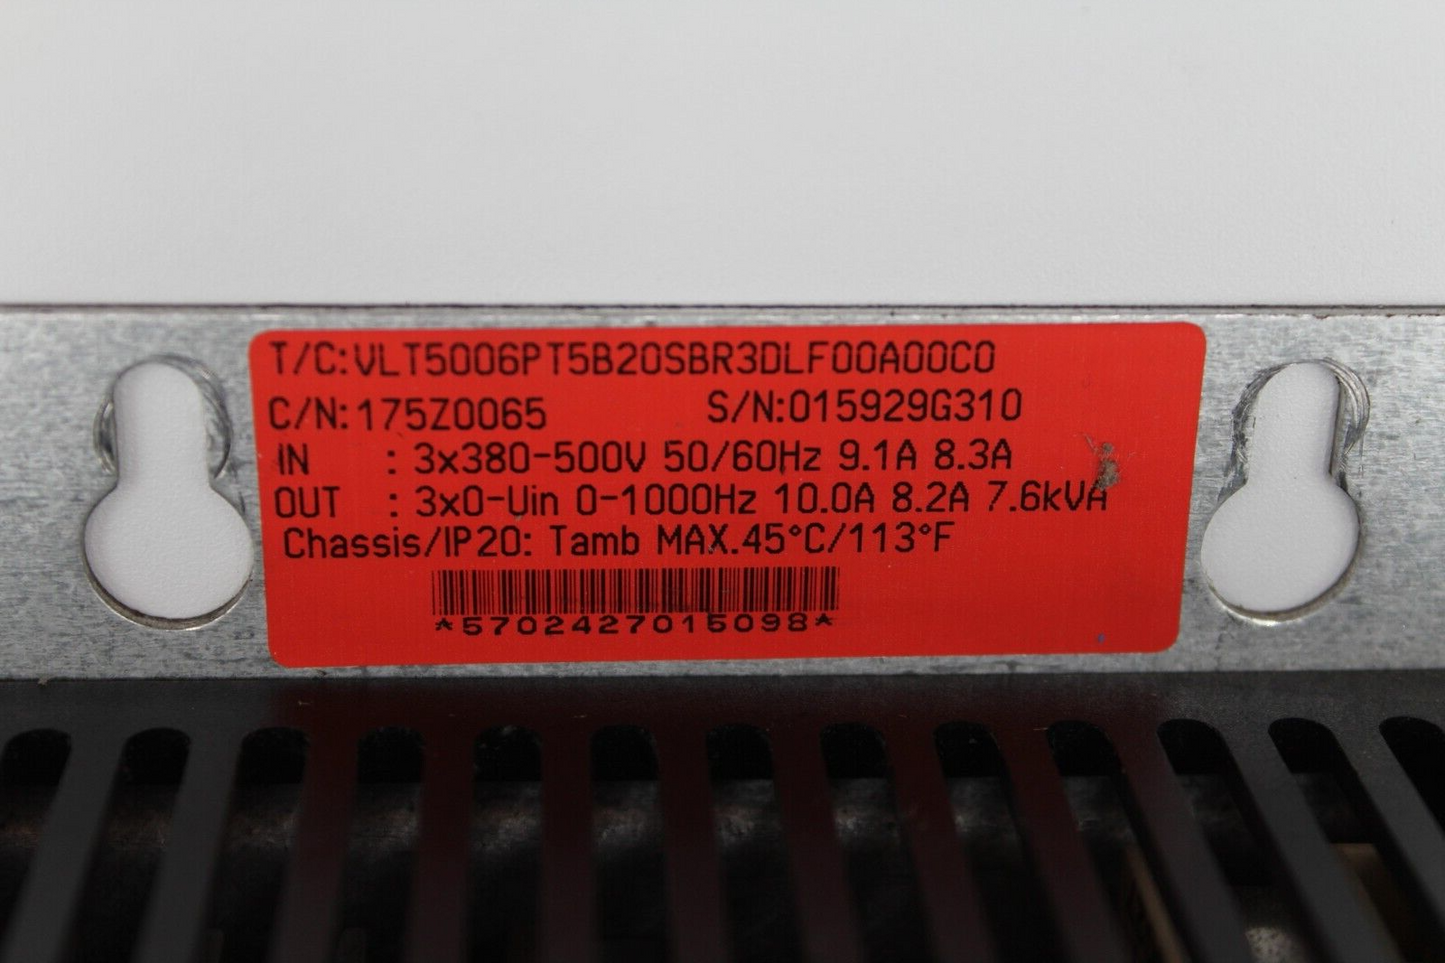 T/C:VLT5006PT5B20SBR3DLF00A00C0
C/N:175Z0065 S/N:015929G310
IN : 3x380-500V 50/60Hz 9.1A 8.3A
OUT : 3x0-Uin 0-1000Hz 10.0A 8.2A 7.6kVA
Chassis/IP20: Tamb MAX.45°C/113°F
*5702427015098*